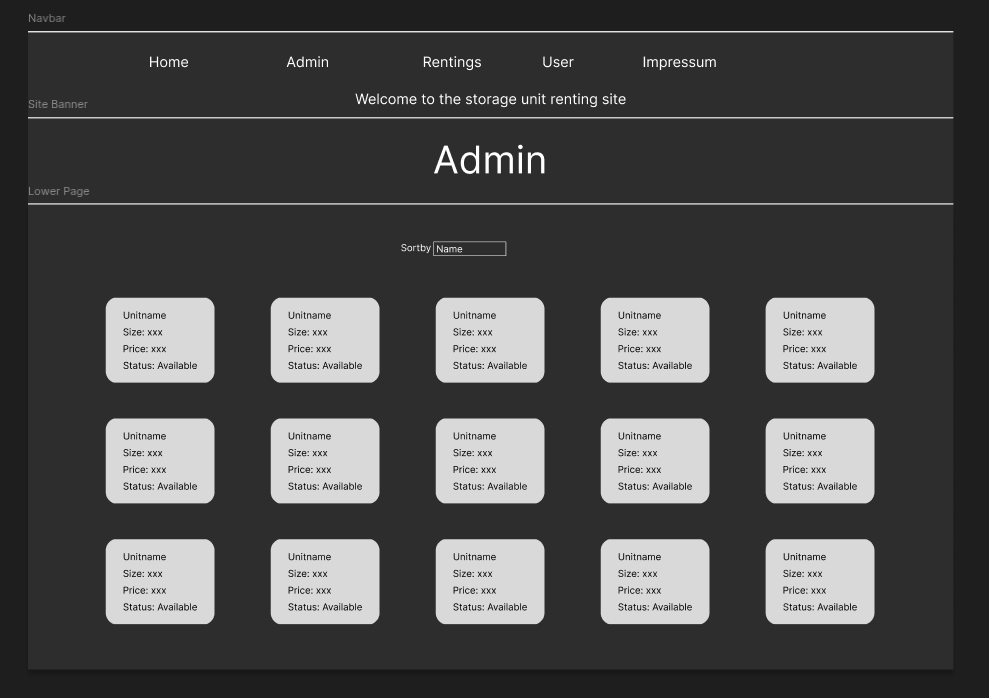 Navbar
Home Admin Rentings User Impressum
Welcome to the storage unit renting site
Site Banner
Admin
Lower Page
Sortby Name
Unitname Unitname Unitname Unitname Unitname
Size: xxx Size: xxx Size: xxx Size: xxx Size: xxx
Price: xxx Price: xxx Price: xxx Price: xxx Price: xxx
Status: Available Status: Available Status: Available Status: Available Status: Available
Unitname Unitname Unitname Unitname Unitname
Size: xxx Size: xxx Size: xxx Size: xxx Size: xxx
Price: xxx Price: xxx Price: xxx Price: xxx Price: xxx
Status: Available Status: Available Status: Available Status: Available Status: Available
Unitname Unitname Unitname Unitname Unitname
Size: xxx Size: xxx Size: xxx Size: xxx Size: xxx
Price: xxx Price: xxx Price: xxx Price: xxx Price: xxx
Status: Available Status: Available Status: Available Status: Available Status: Available